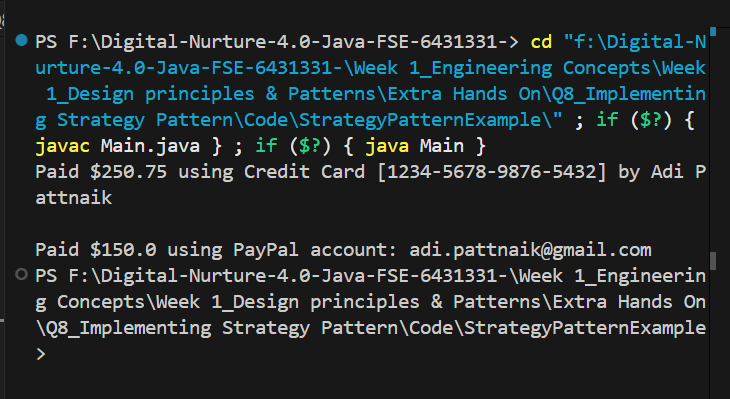 PS F:\Digital-Nurture-4.0-Java-FSE-6431331-> cd "f:\Digital-N
urture-4.0-Java-FSE-6431331-\Week 1_Engineering Concepts\Week
 1_Design principles & Patterns\Extra Hands On\Q8_Implementin
g Strategy Pattern\Code\StrategyPatternExample\" ; if ($?) {
javac Main.java } ; if ($?) { java Main }
Paid $250.75 using Credit Card [1234-5678-9876-5432] by Adi P
attnaik
Paid $150.0 using PayPal account: adi.pattnaik@gmail.com
PS F:\Digital-Nurture-4.0-Java-FSE-6431331-\Week 1_Engineerin
g Concepts\Week 1_Design principles & Patterns\Extra Hands On
\Q8_Implementing Strategy Pattern\Code\StrategyPatternExample
>